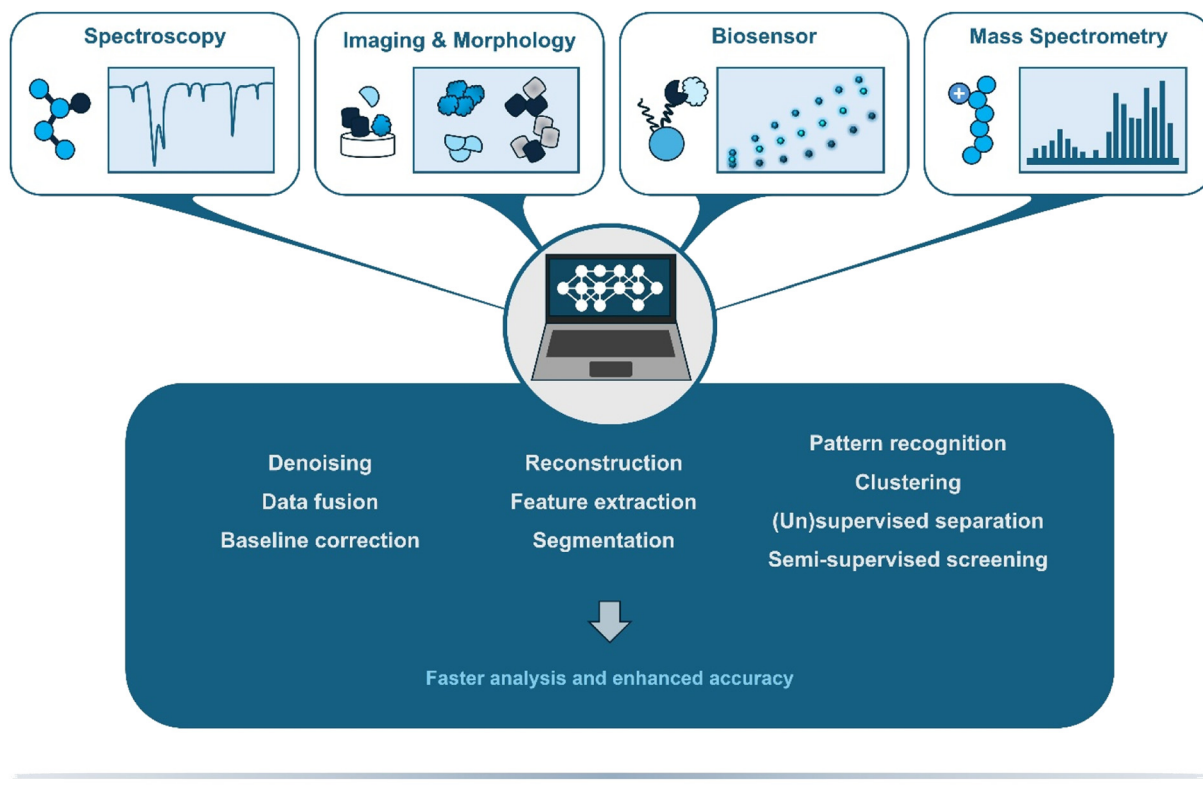 Spectroscopy
Imaging & Morphology
Biosensor
Mass Spectrometry
+
Denoising
Data fusion
Baseline correction
Reconstruction
Feature extraction
Segmentation
Pattern recognition
Clustering
(Un)supervised separation
Semi-supervised screening
Faster analysis and enhanced accuracy